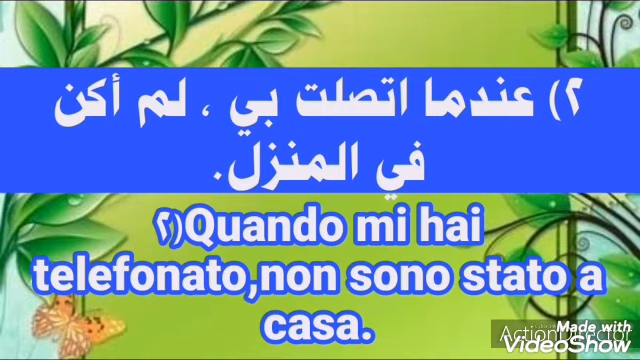 ٢) عندما اتصلت بي ، لم أكن
في المنزل.
٢)Quando mi hai
telefonato,non sono stato a
casa.
ActionDirector
Made with
VideoShow